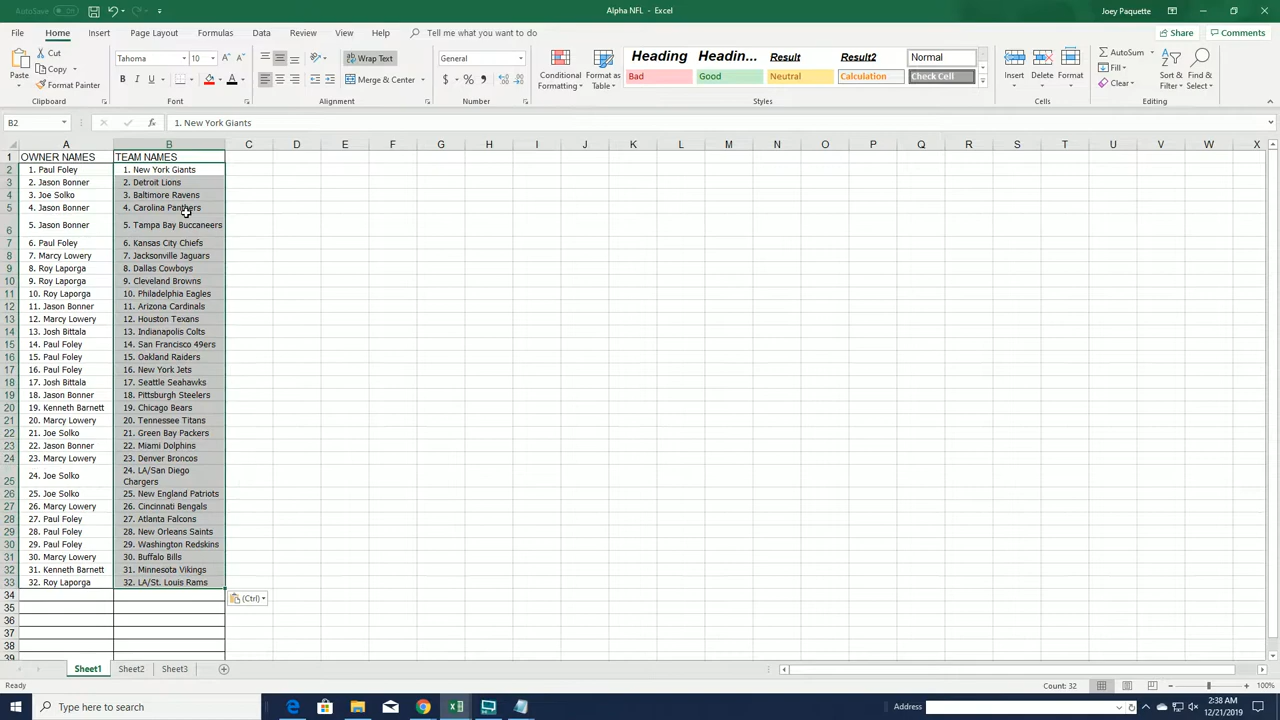 AutoSave Off
Alpha NFL - Excel
Joey Paquette
File Home Insert Page Layout Formulas Data Review View Help Tell me what you want to do
Share Comments
Paste
Cut
Copy
Format Painter
Clipboard
Tahoma 10
B I U
Font
Wrap Text
Merge & Center
Alignment
General
$ % ,
Number
Conditional Formatting
Format as Table
Heading Headin... Result Result2 Normal
Bad Good Neutral Calculation Check Cell
Styles
Insert Delete Format
Cells
AutoSum
Fill
Clear
Sort & Filter
Find & Select
Editing
B2 fx 1. New York Giants
A B C D E F G H I J K L M N O P Q R S T U V W X
1 OWNER NAMES TEAM NAMES
2 1. Paul Foley 1. New York Giants
3 2. Jason Bonner 2. Detroit Lions
4 3. Joe Solko 3. Baltimore Ravens
5 4. Jason Bonner 4. Carolina Panthers
6 5. Jason Bonner 5. Tampa Bay Buccaneers
7 6. Paul Foley 6. Kansas City Chiefs
8 7. Marcy Lowery 7. Jacksonville Jaguars
9 8. Roy Laporga 8. Dallas Cowboys
10 9. Roy Laporga 9. Cleveland Browns
11 10. Roy Laporga 10. Philadelphia Eagles
12 11. Jason Bonner 11. Arizona Cardinals
13 12. Marcy Lowery 12. Houston Texans
14 13. Josh Bittala 13. Indianapolis Colts
15 14. Paul Foley 14. San Francisco 49ers
16 15. Paul Foley 15. Oakland Raiders
17 16. Paul Foley 16. New York Jets
18 17. Josh Bittala 17. Seattle Seahawks
19 18. Jason Bonner 18. Pittsburgh Steelers
20 19. Kenneth Barnett 19. Chicago Bears
21 20. Marcy Lowery 20. Tennessee Titans
22 21. Joe Solko 21. Green Bay Packers
23 22. Jason Bonner 22. Miami Dolphins
24 23. Marcy Lowery 23. Denver Broncos
25 24. Joe Solko 24. LA/San Diego
Chargers
26 25. Joe Solko 25. New England Patriots
27 26. Marcy Lowery 26. Cincinnati Bengals
28 27. Paul Foley 27. Atlanta Falcons
29 28. Paul Foley 28. New Orleans Saints
30 29. Paul Foley 29. Washington Redskins
31 30. Marcy Lowery 30. Buffalo Bills
32 31. Kenneth Barnett 31. Minnesota Vikings
33 32. Roy Laporga 32. LA/St. Louis Rams
34 (Ctrl)
35
36
37
38
39
Sheet1 Sheet2 Sheet3
Ready Count: 32 100%
Type here to search
Address
2:38 AM
12/21/2019